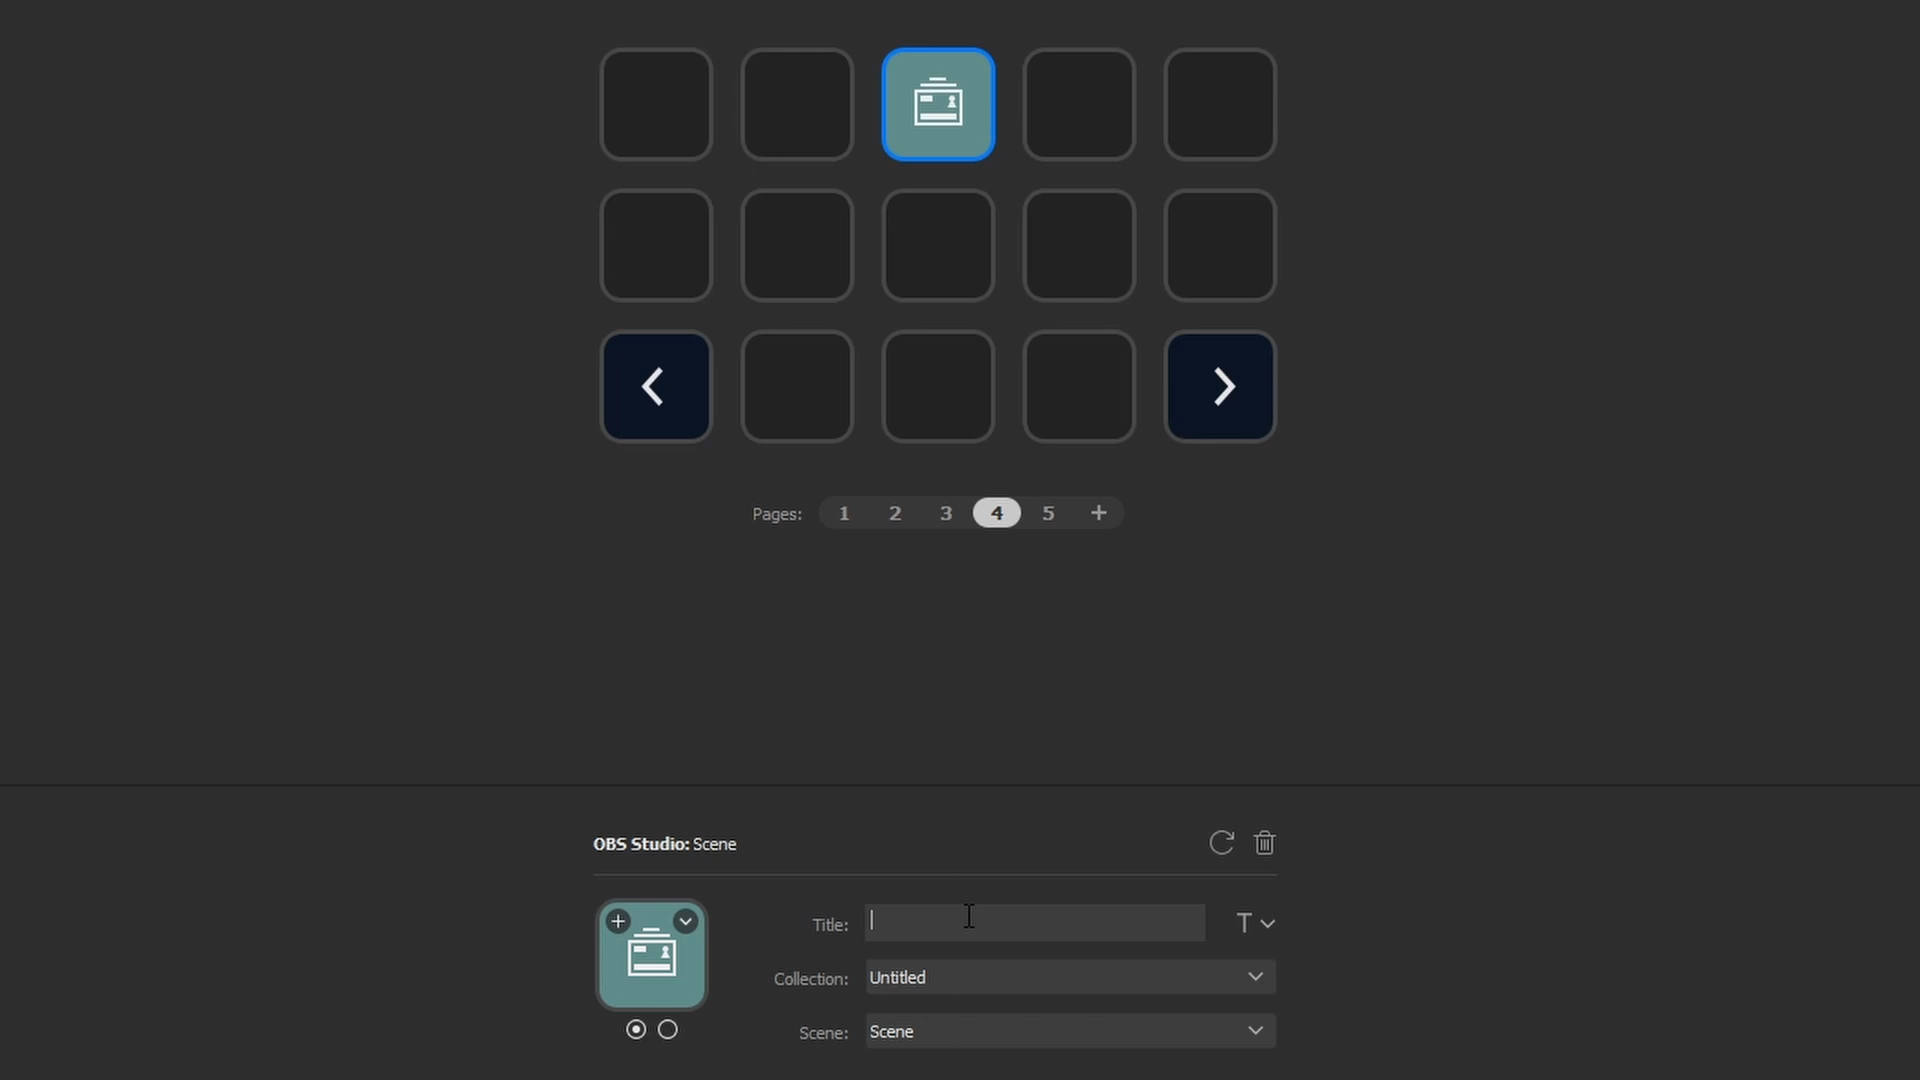 Pages: 1 2 3 4 5 +
OBS Studio: Scene
Title: T
Collection: Untitled
Scene: Scene